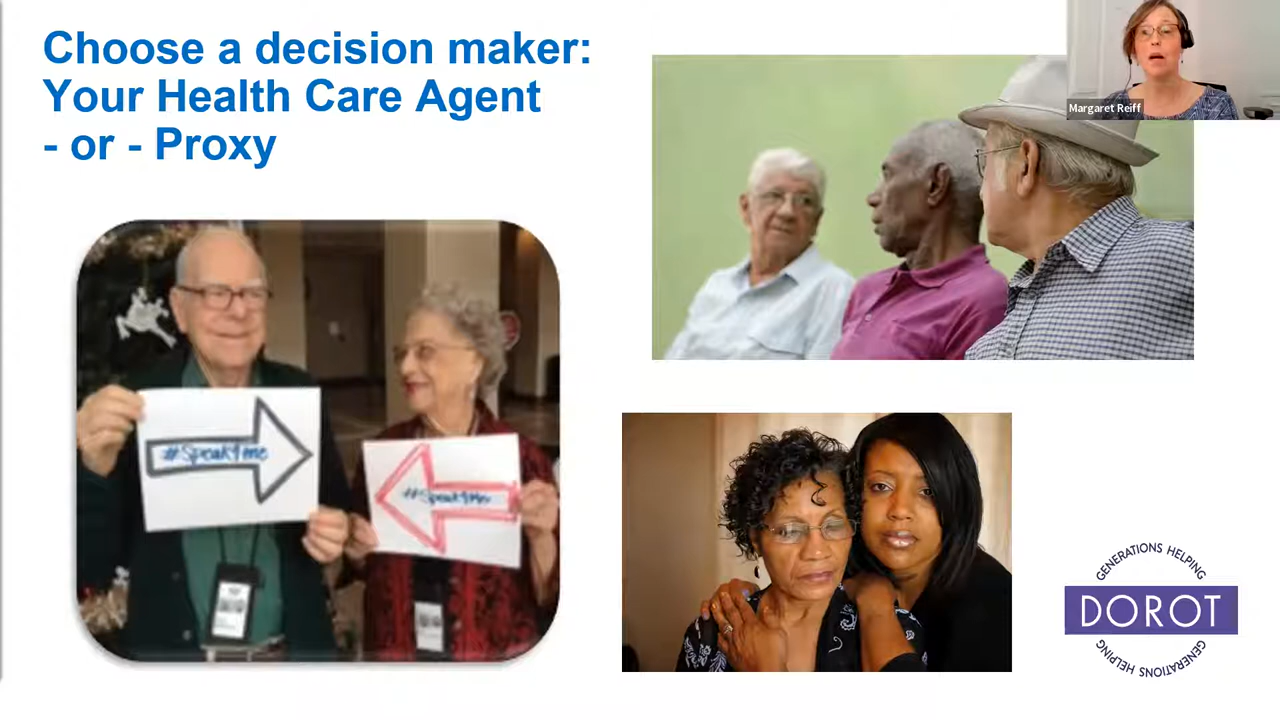 Choose a decision maker:
Your Health Care Agent
- or - Proxy
Margaret Reiff
#Speak4me
#Speak4Me
GENERATIONS HELPING
DOROT
GENERATIONS HELPING